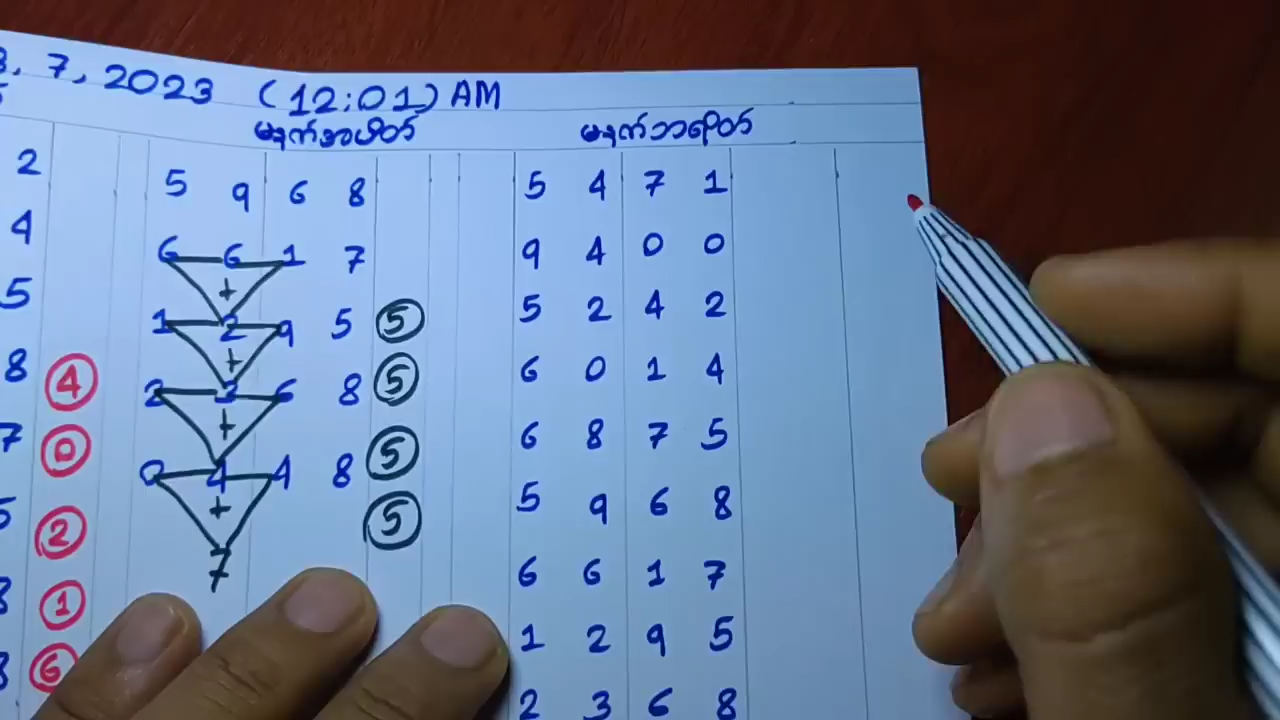 7, 2023 (12:01) AM
မနက်အပိတ် မနက်ဘရိတ်
2 5 9 6 8 5 4 7 1
4 6 6 1 7 9 4 0 0
+
5 1 2 9 5 5 5 2 4 2
+
8 4 2 3 6 8 5 6 0 1 4
+
7 0 5 6 8 7 5
0 4 4 8
+
5 2 5 5 9 6 8
7
1 6 6 1 7
6 1 2 9 5
2 3 6 8